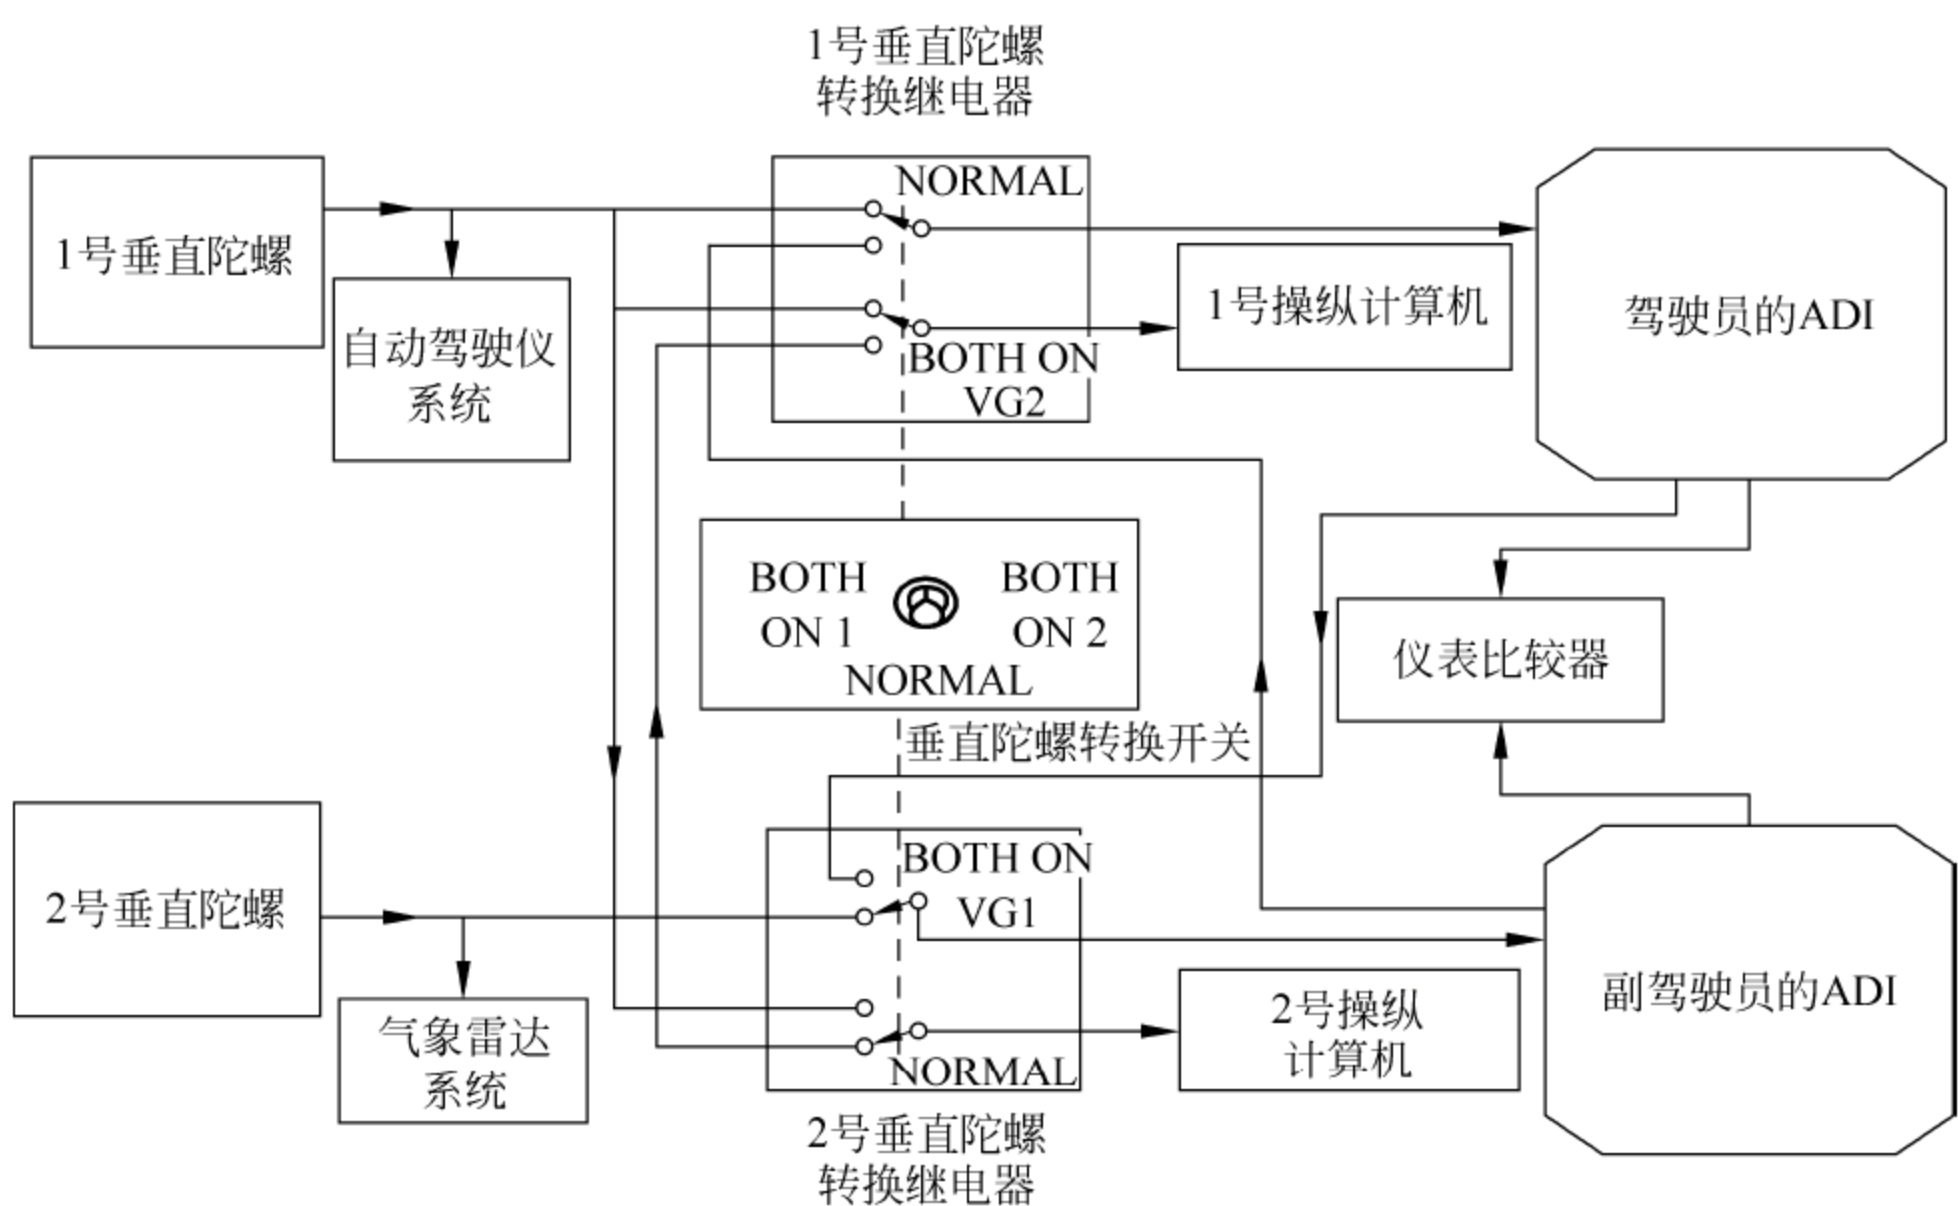 1号垂直陀螺
转换继电器
NORMAL
1号垂直陀螺
自动驾驶仪
系统
1号操纵计算机
驾驶员的ADI
BOTH ON
VG2
BOTH
ON 1
BOTH
ON 2
NORMAL
仪表比较器
垂直陀螺转换开关
2号垂直陀螺
BOTH ON
VG1
气象雷达
系统
2号操纵
计算机
副驾驶员的ADI
NORMAL
2号垂直陀螺
转换继电器